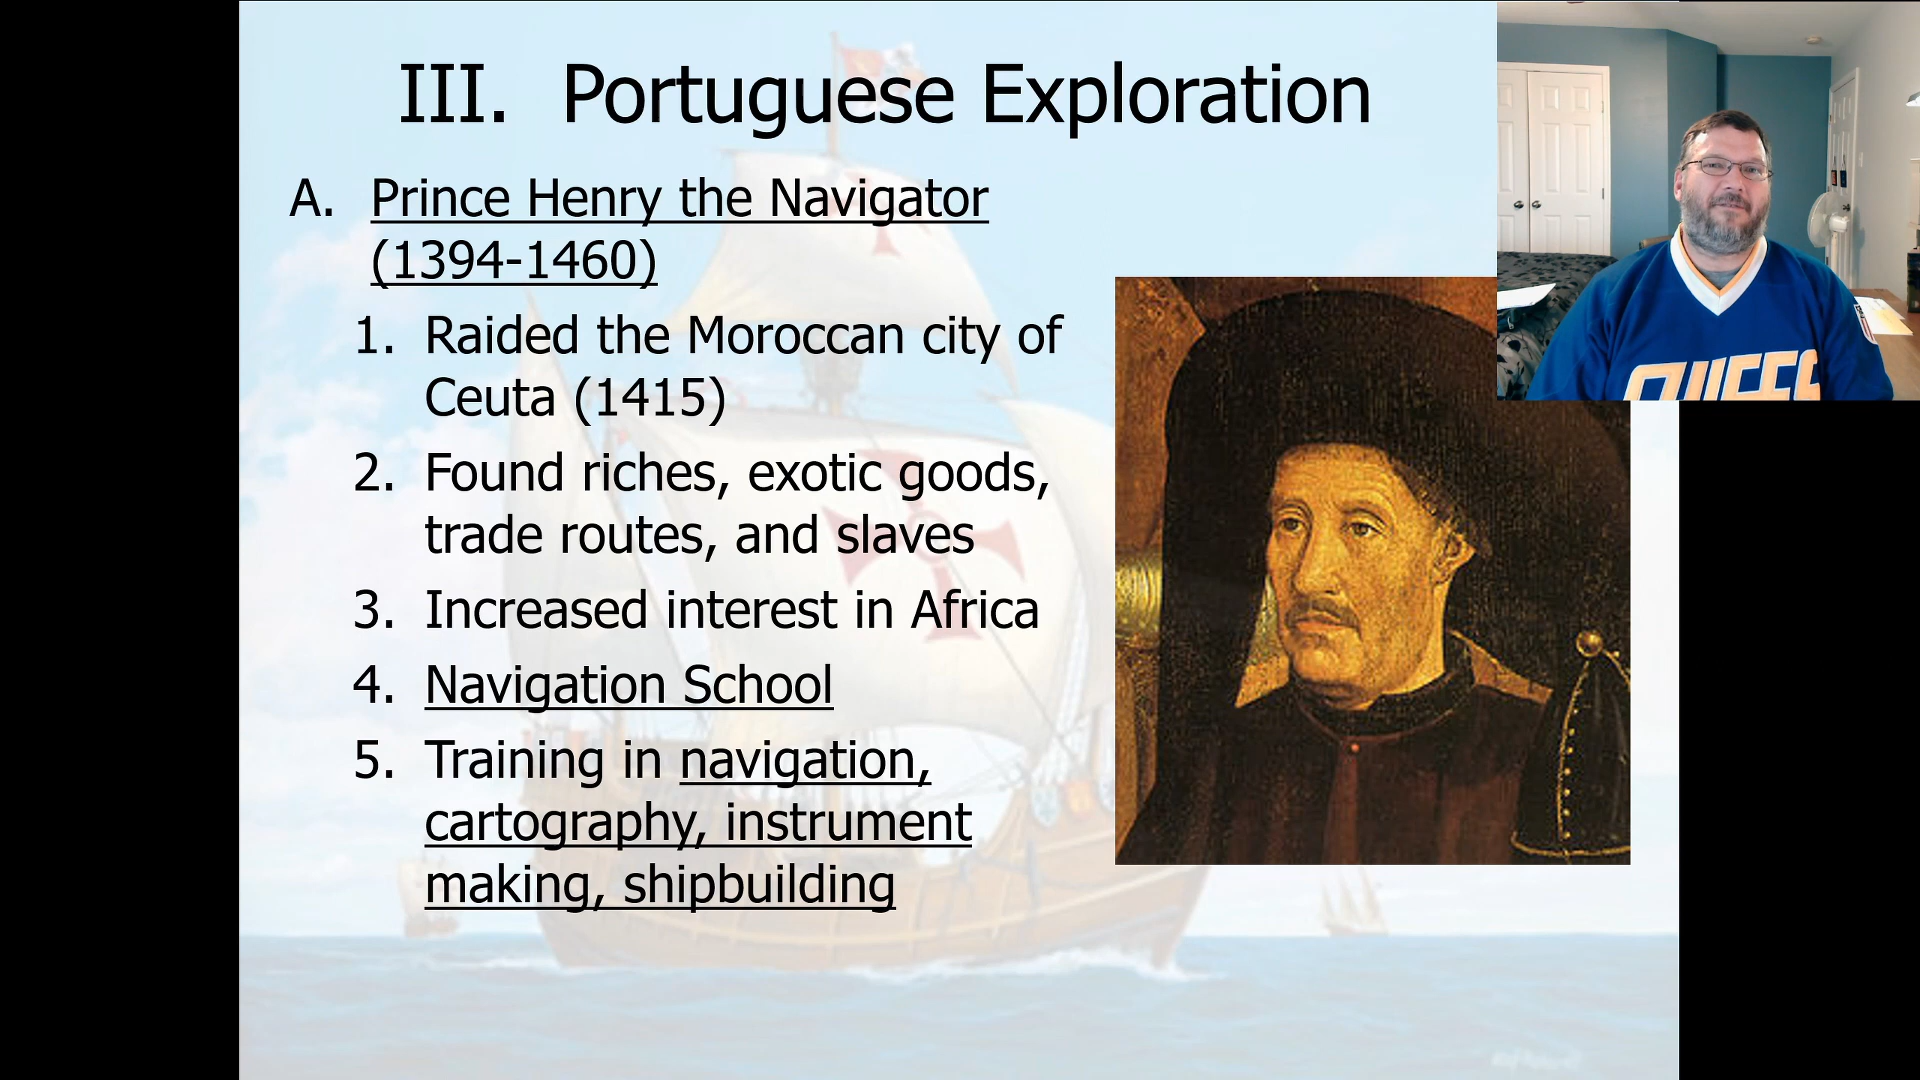 III. Portuguese Exploration
A. Prince Henry the Navigator
(1394-1460)
1. Raided the Moroccan city of
Ceuta (1415)
2. Found riches, exotic goods,
trade routes, and slaves
3. Increased interest in Africa
4. Navigation School
5. Training in navigation,
cartography, instrument
making, shipbuilding